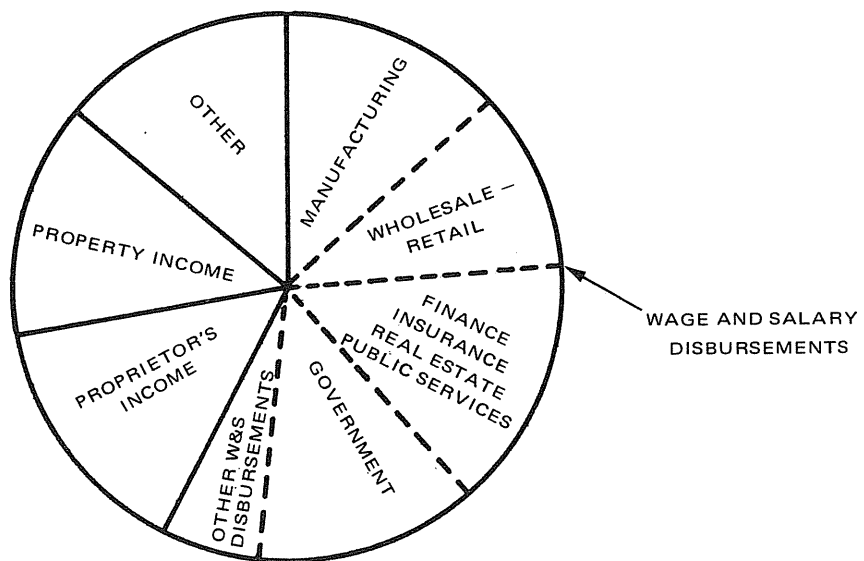 OTHER
MANUFACTURING
WHOLESALE –
RETAIL
PROPERTY INCOME
FINANCE
INSURANCE
REAL ESTATE
PUBLIC SERVICES
WAGE AND SALARY
DISBURSEMENTS
PROPRIETOR'S
INCOME
OTHER W&S
DISBURSEMENTS
GOVERNMENT